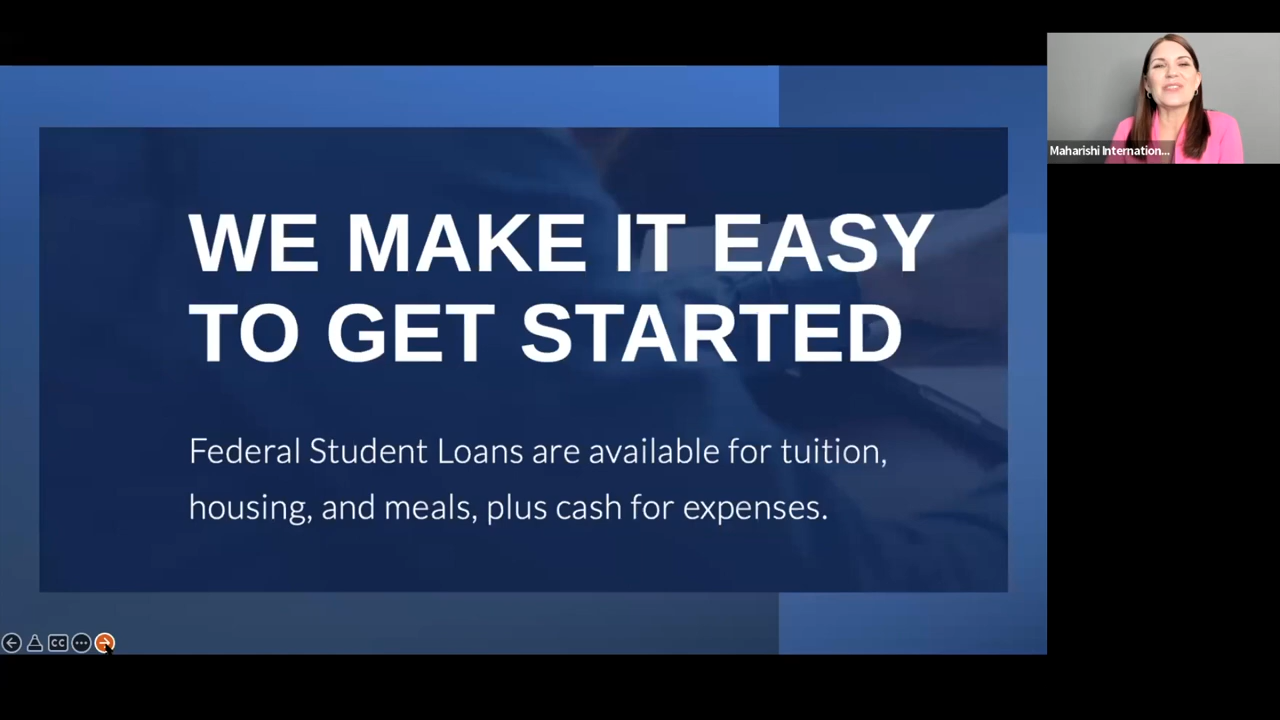 WE MAKE IT EASY
TO GET STARTED
Federal Student Loans are available for tuition,
housing, and meals, plus cash for expenses.
Maharishi Internation...
CC